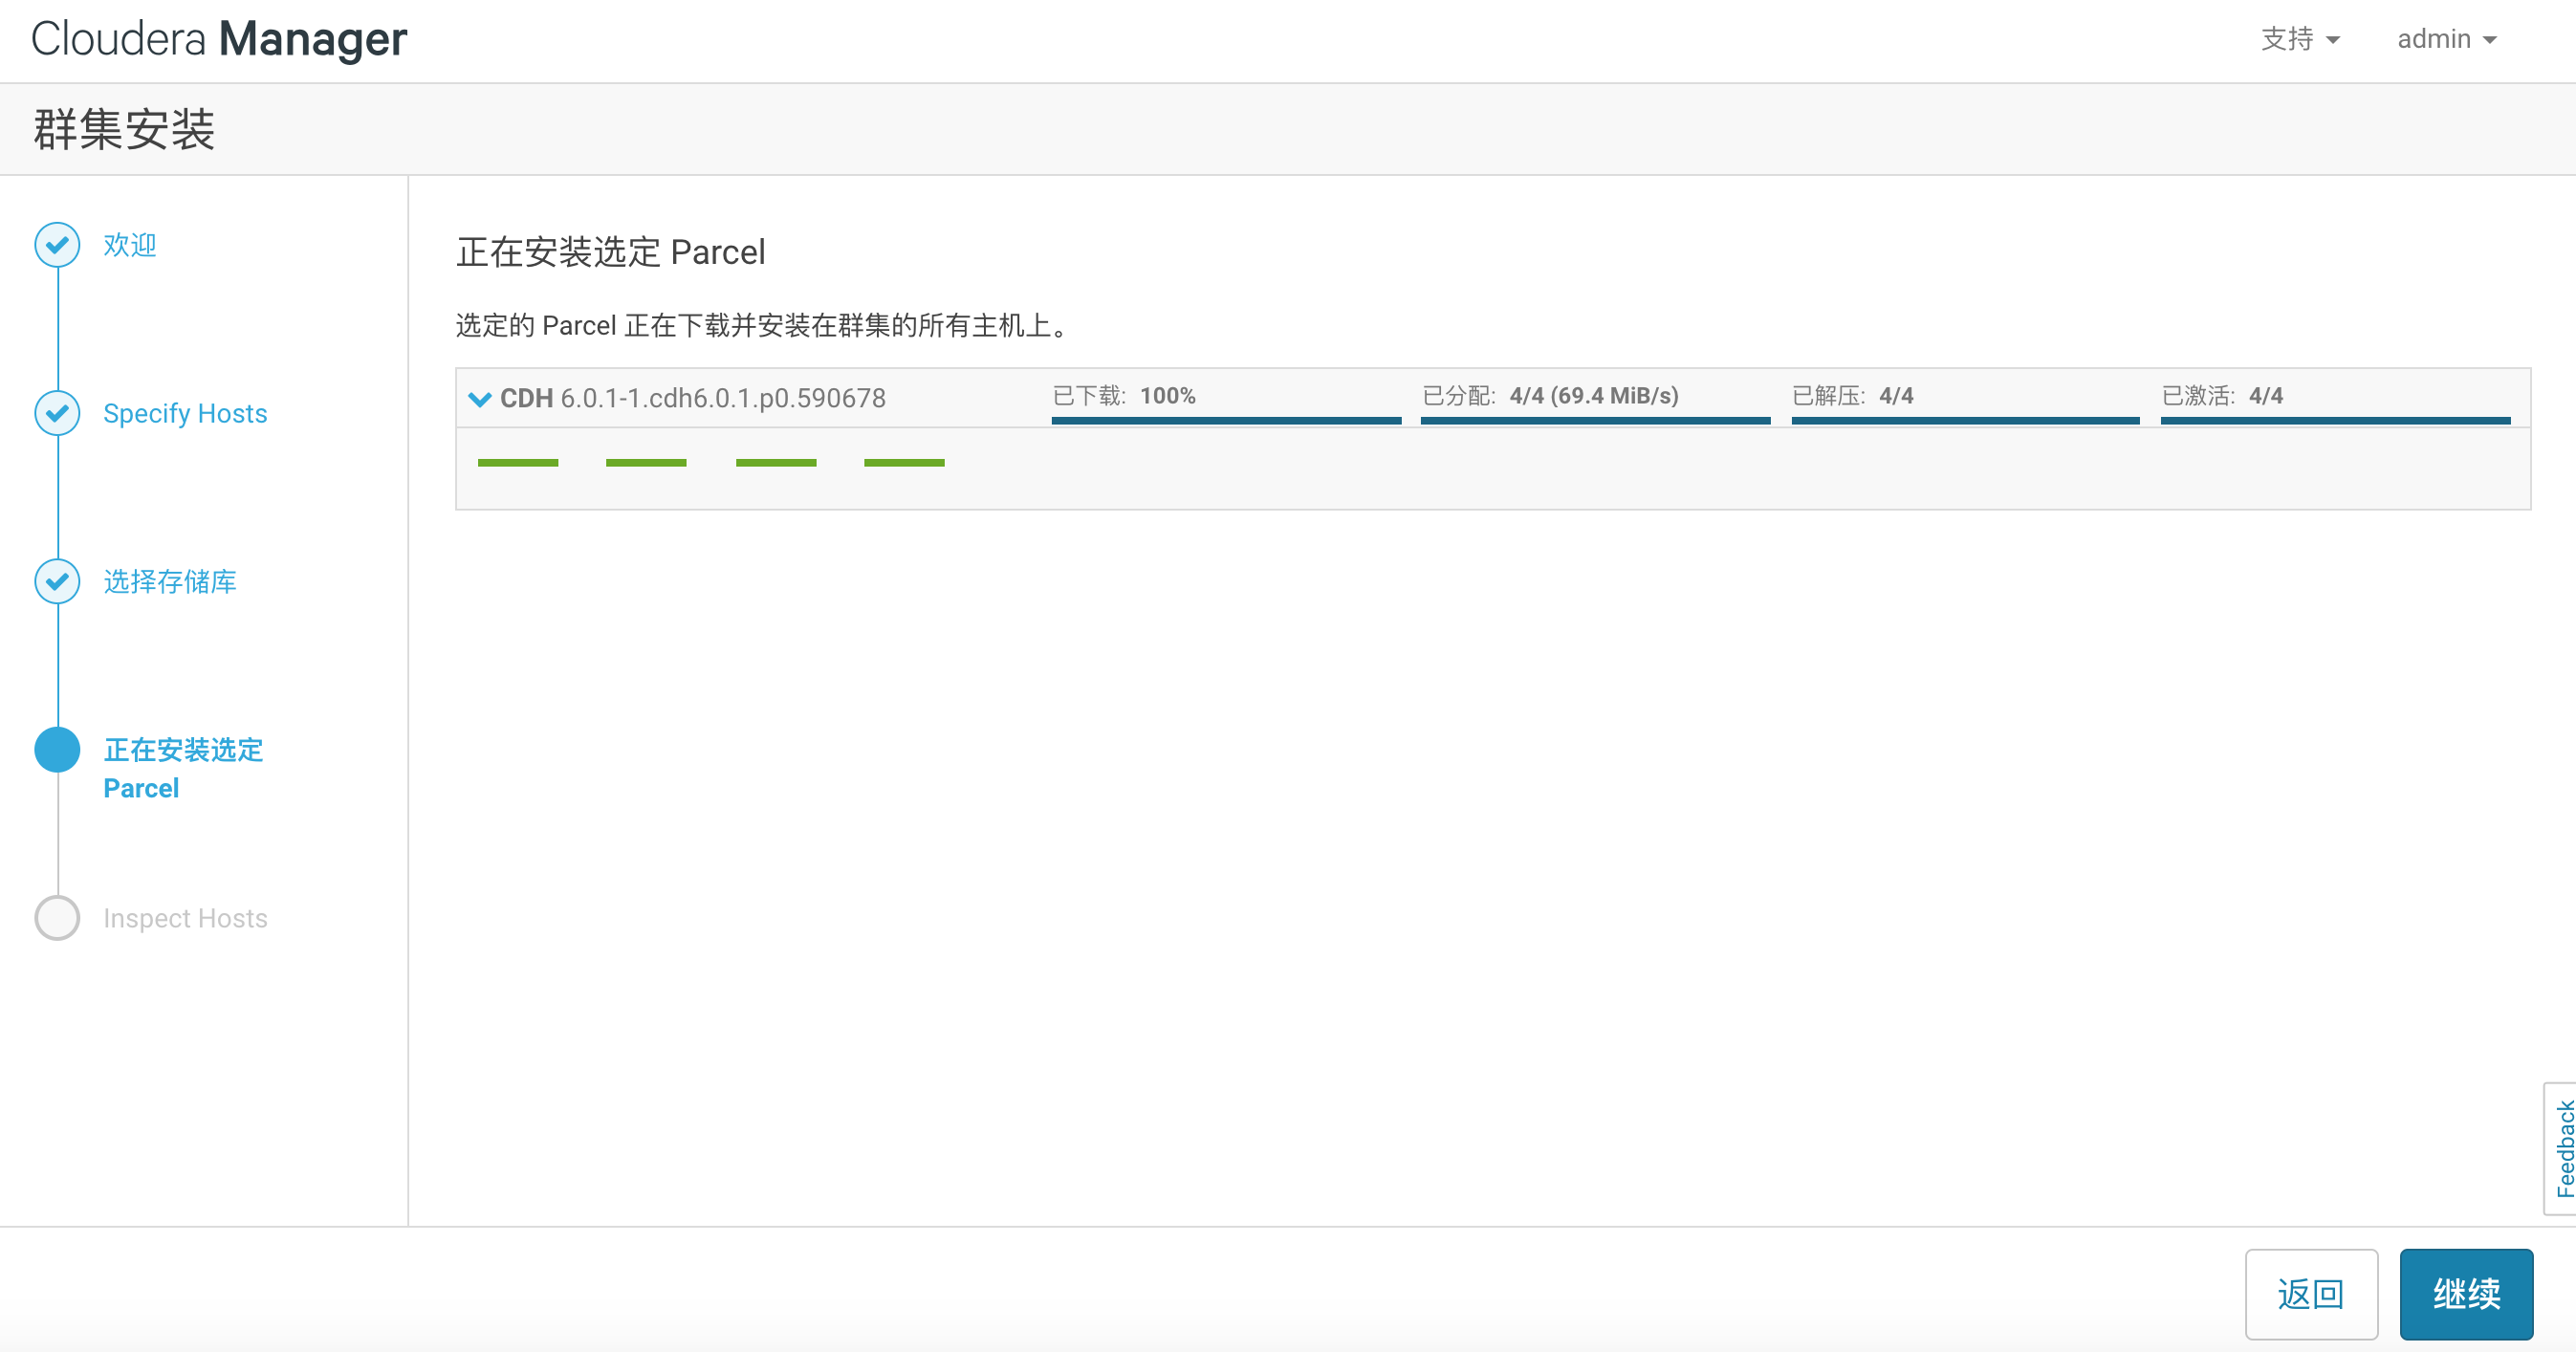 Cloudera Manager
支持
admin
群集安装
欢迎
Specify Hosts
选择存储库
正在安装选定
Parcel
Inspect Hosts
正在安装选定 Parcel
选定的 Parcel 正在下载并安装在群集的所有主机上。
CDH 6.0.1-1.cdh6.0.1.p0.590678
已下载: 100%
已分配: 4/4 (69.4 MiB/s)
已解压: 4/4
已激活: 4/4
Feedback
返回
继续